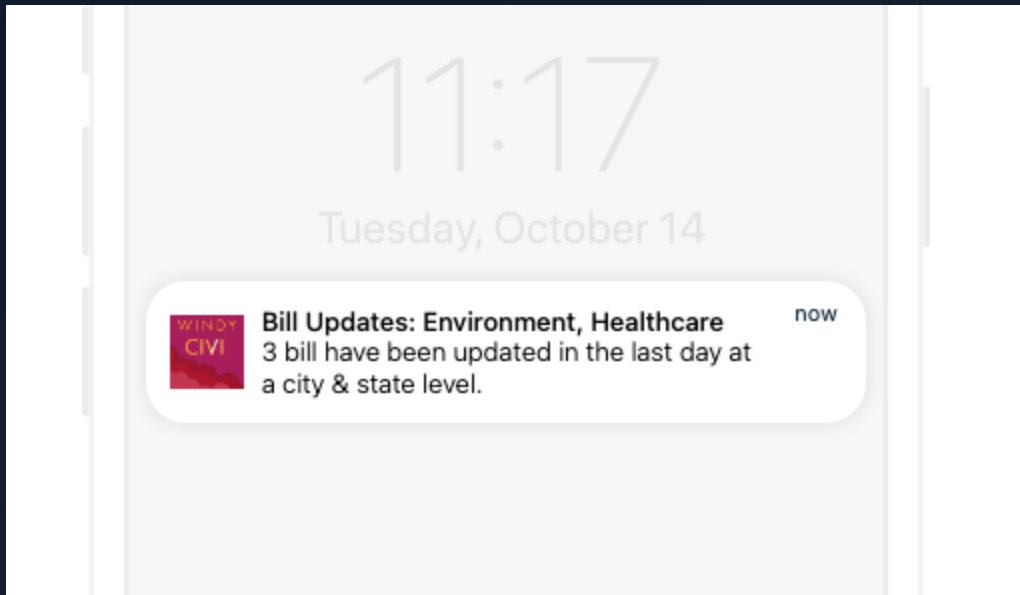 11:17
Tuesday, October 14
WINDY
CIVI
Bill Updates: Environment, Healthcare
now
3 bill have been updated in the last day at
a city & state level.